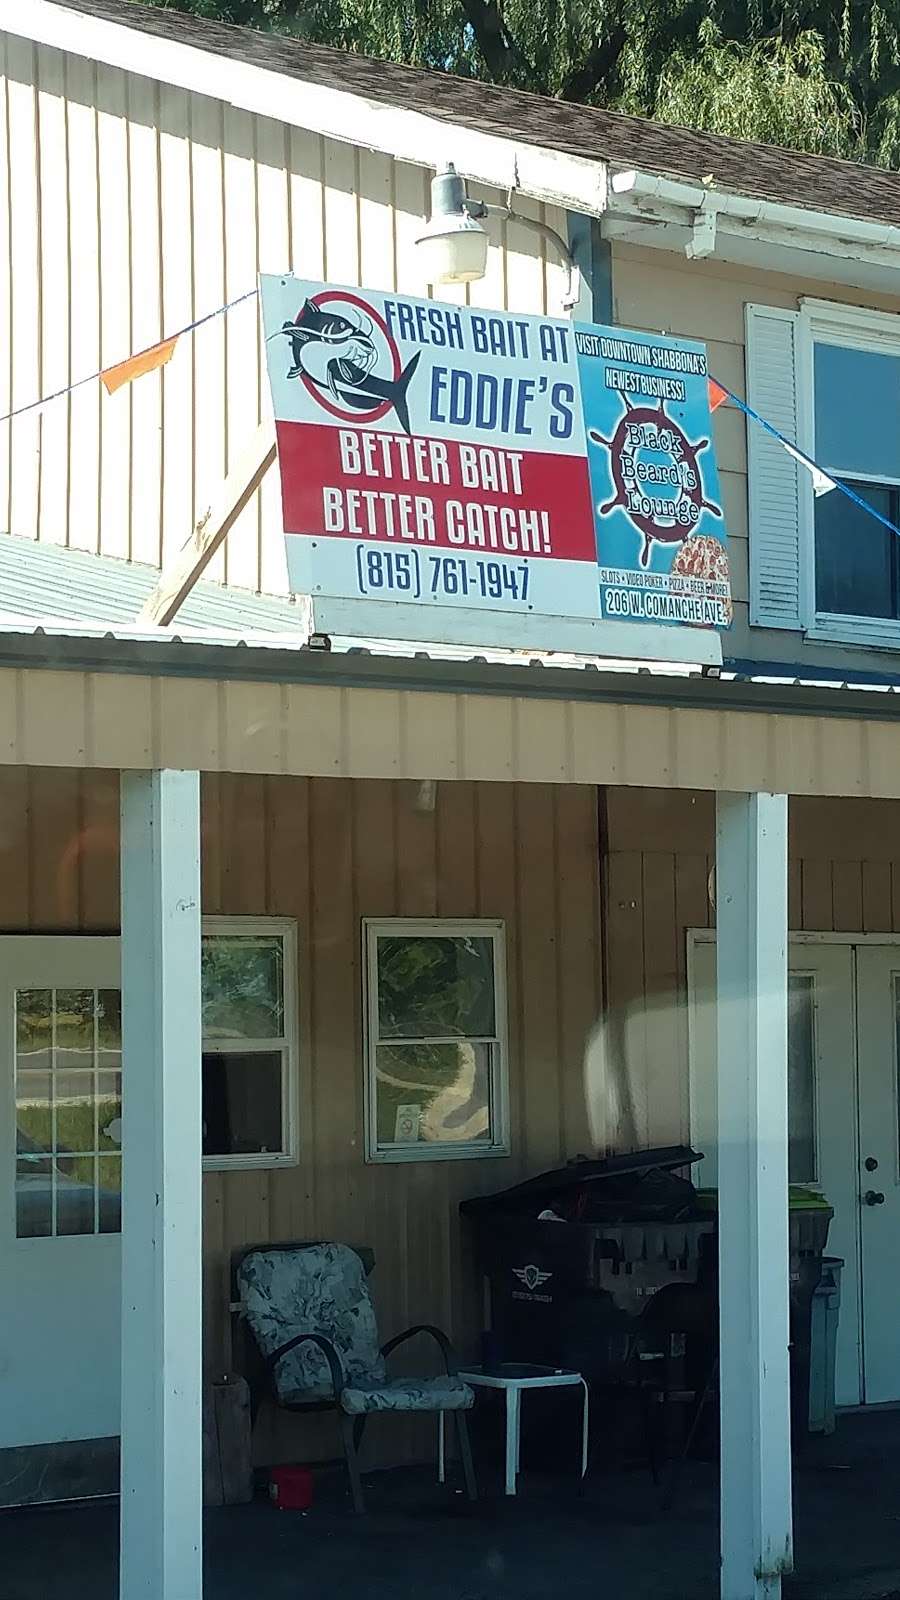 FRESH BAIT AT
EDDIE'S
BETTER BAIT
BETTER CATCH!
(815) 761-1947
VISIT DOWNTOWN SHABBONA'S
NEWEST BUSINESS!
Black
Beard's
Lounge
SLOTS • VIDEO POKER • PIZZA • BEER & MORE!
206 W. COMANCHE AVE.